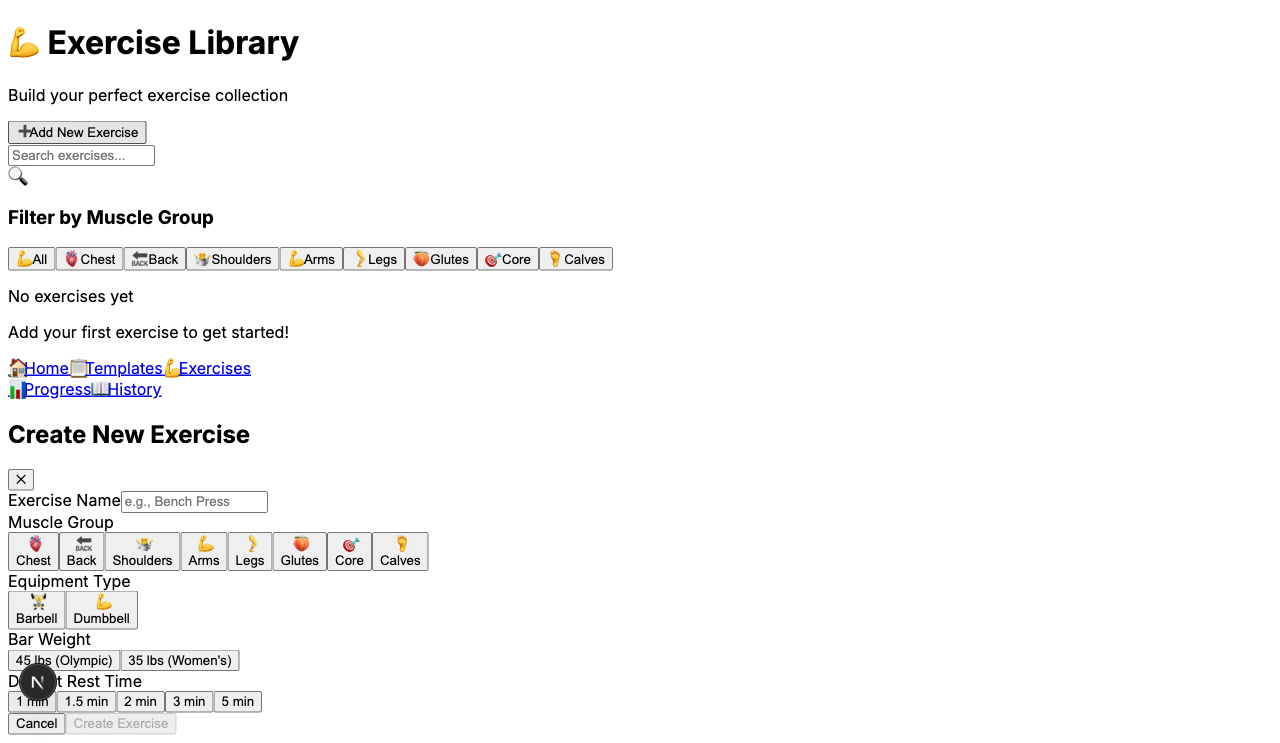 💪 Exercise Library
Build your perfect exercise collection
➕Add New Exercise
Search exercises...
🔍
Filter by Muscle Group
💪All 🫀Chest 🔙Back 🤷Shoulders 💪Arms 🦵Legs 🍑Glutes 🎯Core 🦶Calves
No exercises yet
Add your first exercise to get started!
🏠Home📋Templates💪Exercises
📊Progress📖History
Create New Exercise
✕
Exercise Name e.g., Bench Press
Muscle Group
🫀 🔙 🤷 💪 🦵 🍑 🎯 🦶
Chest Back Shoulders Arms Legs Glutes Core Calves
Equipment Type
🏋️ 💪
Barbell Dumbbell
Bar Weight
45 lbs (Olympic) 35 lbs (Women's)
Rest Time
1 min 1.5 min 2 min 3 min 5 min
Cancel Create Exercise